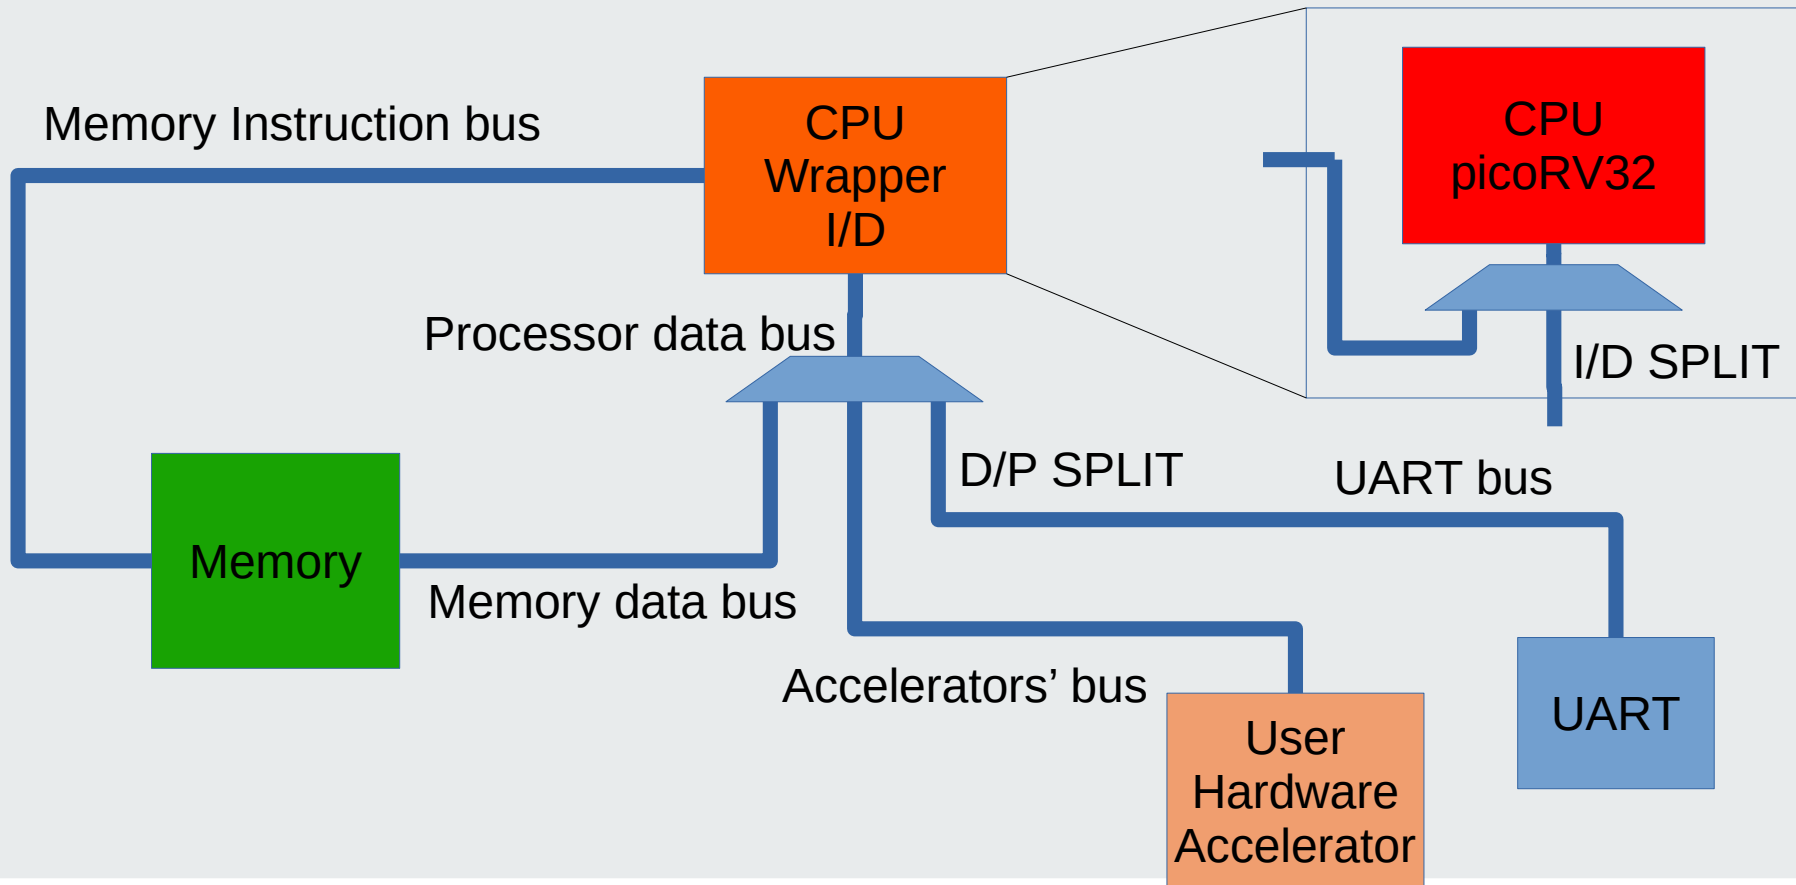 Memory Instruction bus
CPU
Wrapper
I/D
CPU
picoRV32
Processor data bus
I/D SPLIT
D/P SPLIT
UART bus
Memory
Memory data bus
Accelerators’ bus
User
Hardware
Accelerator
UART